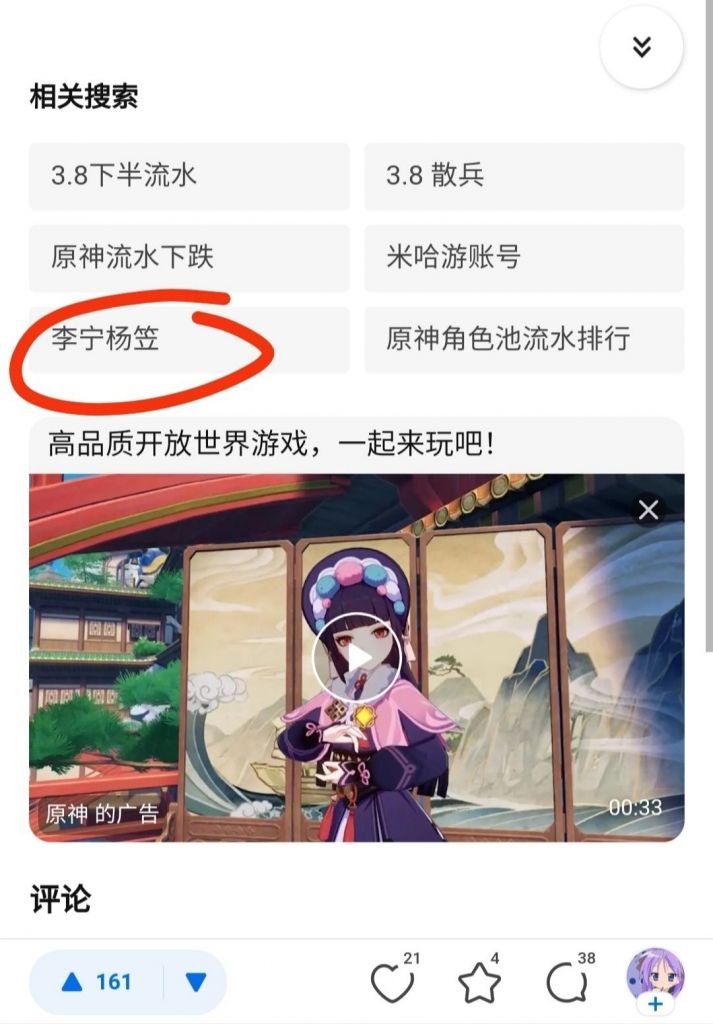 相关搜索
3.8下半流水
3.8 散兵
原神流水下跌
米哈游账号
李宁杨笠
原神角色池流水排行
高品质开放世界游戏，一起来玩吧！
原神 的广告
00:33
评论
161
21
4
38